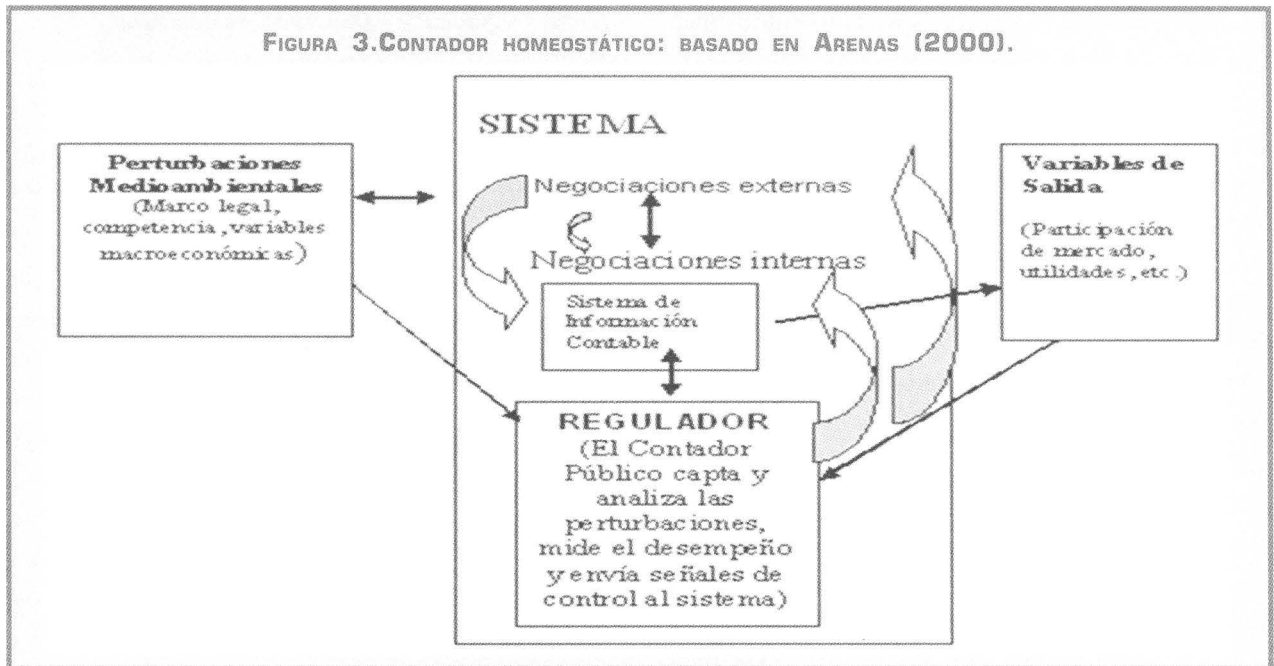 FIGURA 3.CONTADOR HOMEOSTÁTICO: BASADO EN ARENAS (2000).
SISTEMA
Perturbaciones
Medioambientales
(Marco legal,
competencia ,variables
macroeconómicas)
Negociaciones externas
Negociaciones internas
Sistema de
Información
Contable
REGULADOR
(El Contador
Público capta y
analiza las
perturbaciones,
mide el desempeño
y envía señales de
control al sistema)
Variables de
Salida
(Participación
de mercado,
utilidades, etc.)